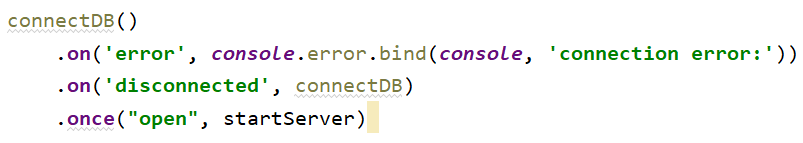 connectDB()
    .on('error', console.error.bind(console, 'connection error:'))
    .on('disconnected', connectDB)
    .once("open", startServer)